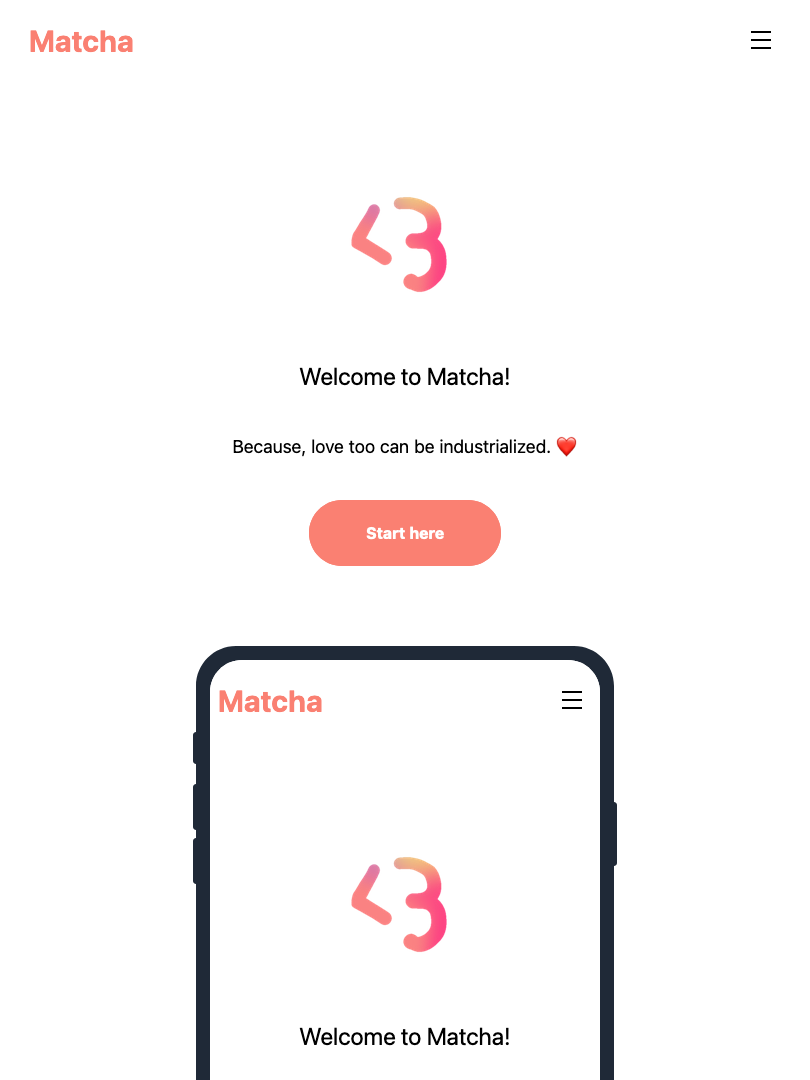 Matcha
<3
Welcome to Matcha!
Because, love too can be industrialized. ❤️
Start here
Matcha
<3
Welcome to Matcha!